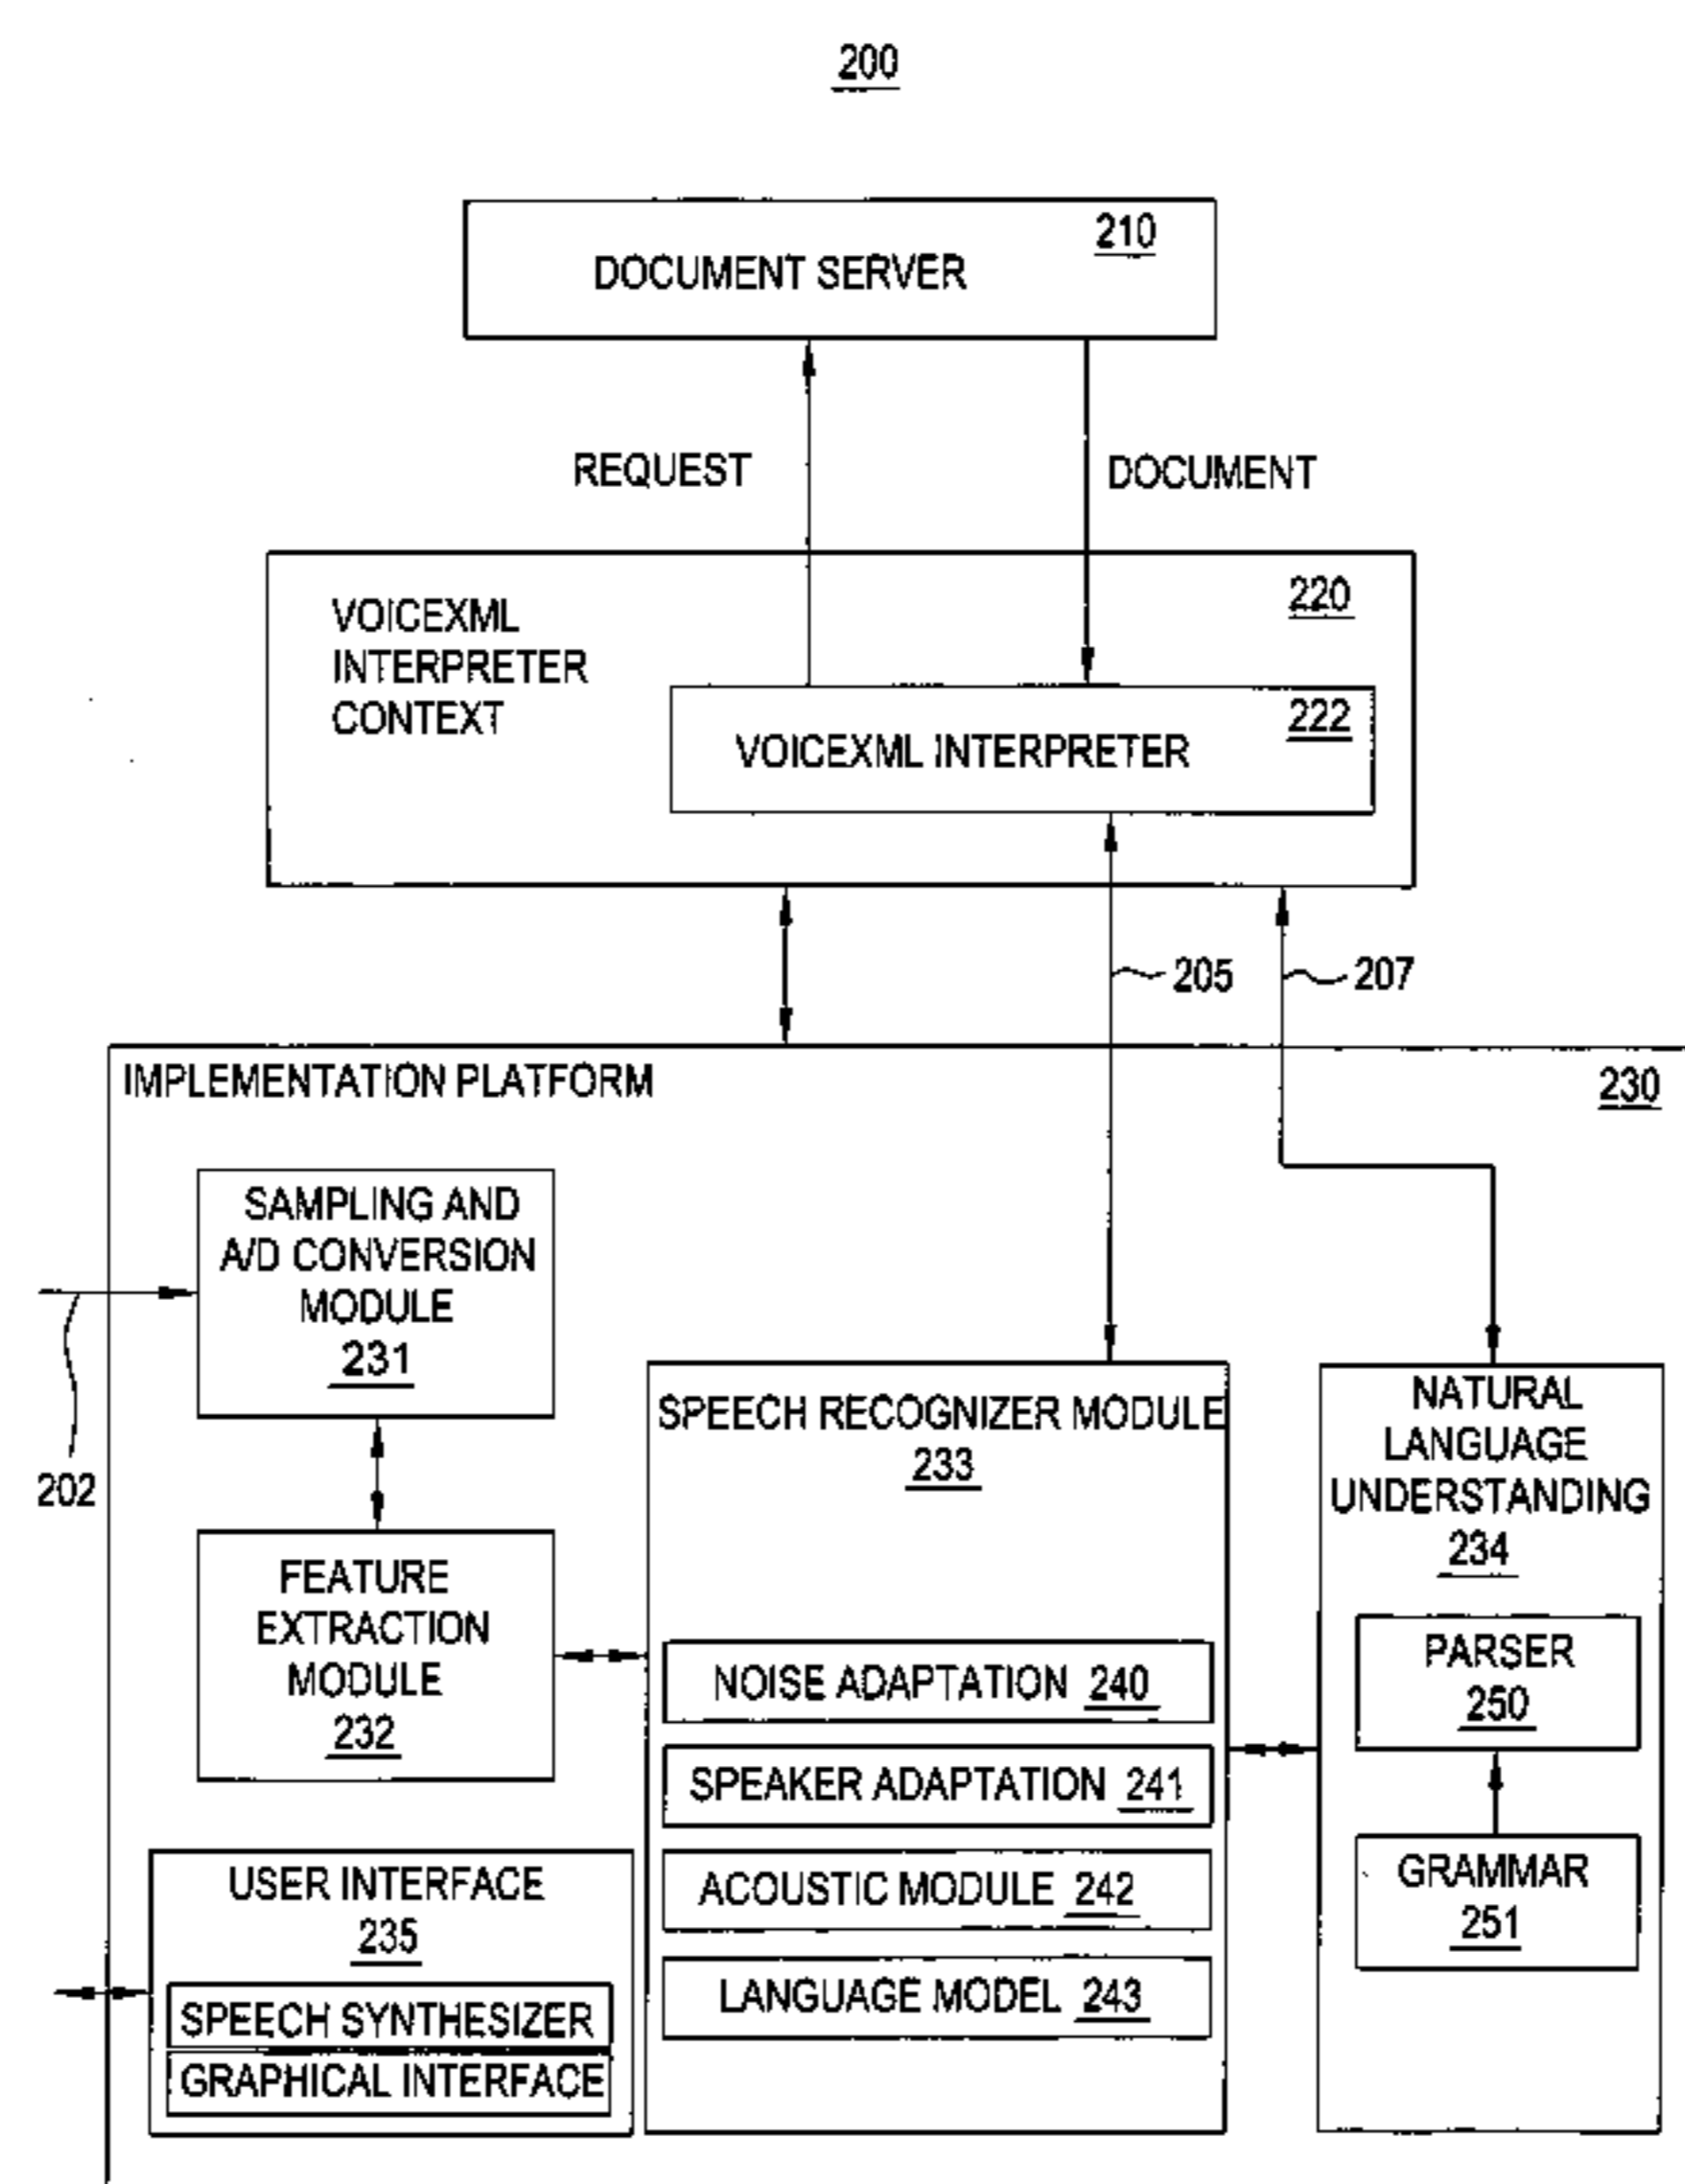 200
210
DOCUMENT SERVER
REQUEST
DOCUMENT
220
VOICEXML
INTERPRETER
CONTEXT
222
VOICEXML INTERPRETER
205
207
IMPLEMENTATION PLATFORM
230
SAMPLING AND
A/D CONVERSION
MODULE
231
202
FEATURE
EXTRACTION
MODULE
232
USER INTERFACE
235
SPEECH SYNTHESIZER
GRAPHICAL INTERFACE
SPEECH RECOGNIZER MODULE
233
NOISE ADAPTATION 240
SPEAKER ADAPTATION 241
ACOUSTIC MODULE 242
LANGUAGE MODEL 243
NATURAL
LANGUAGE
UNDERSTANDING
234
PARSER
250
GRAMMAR
251